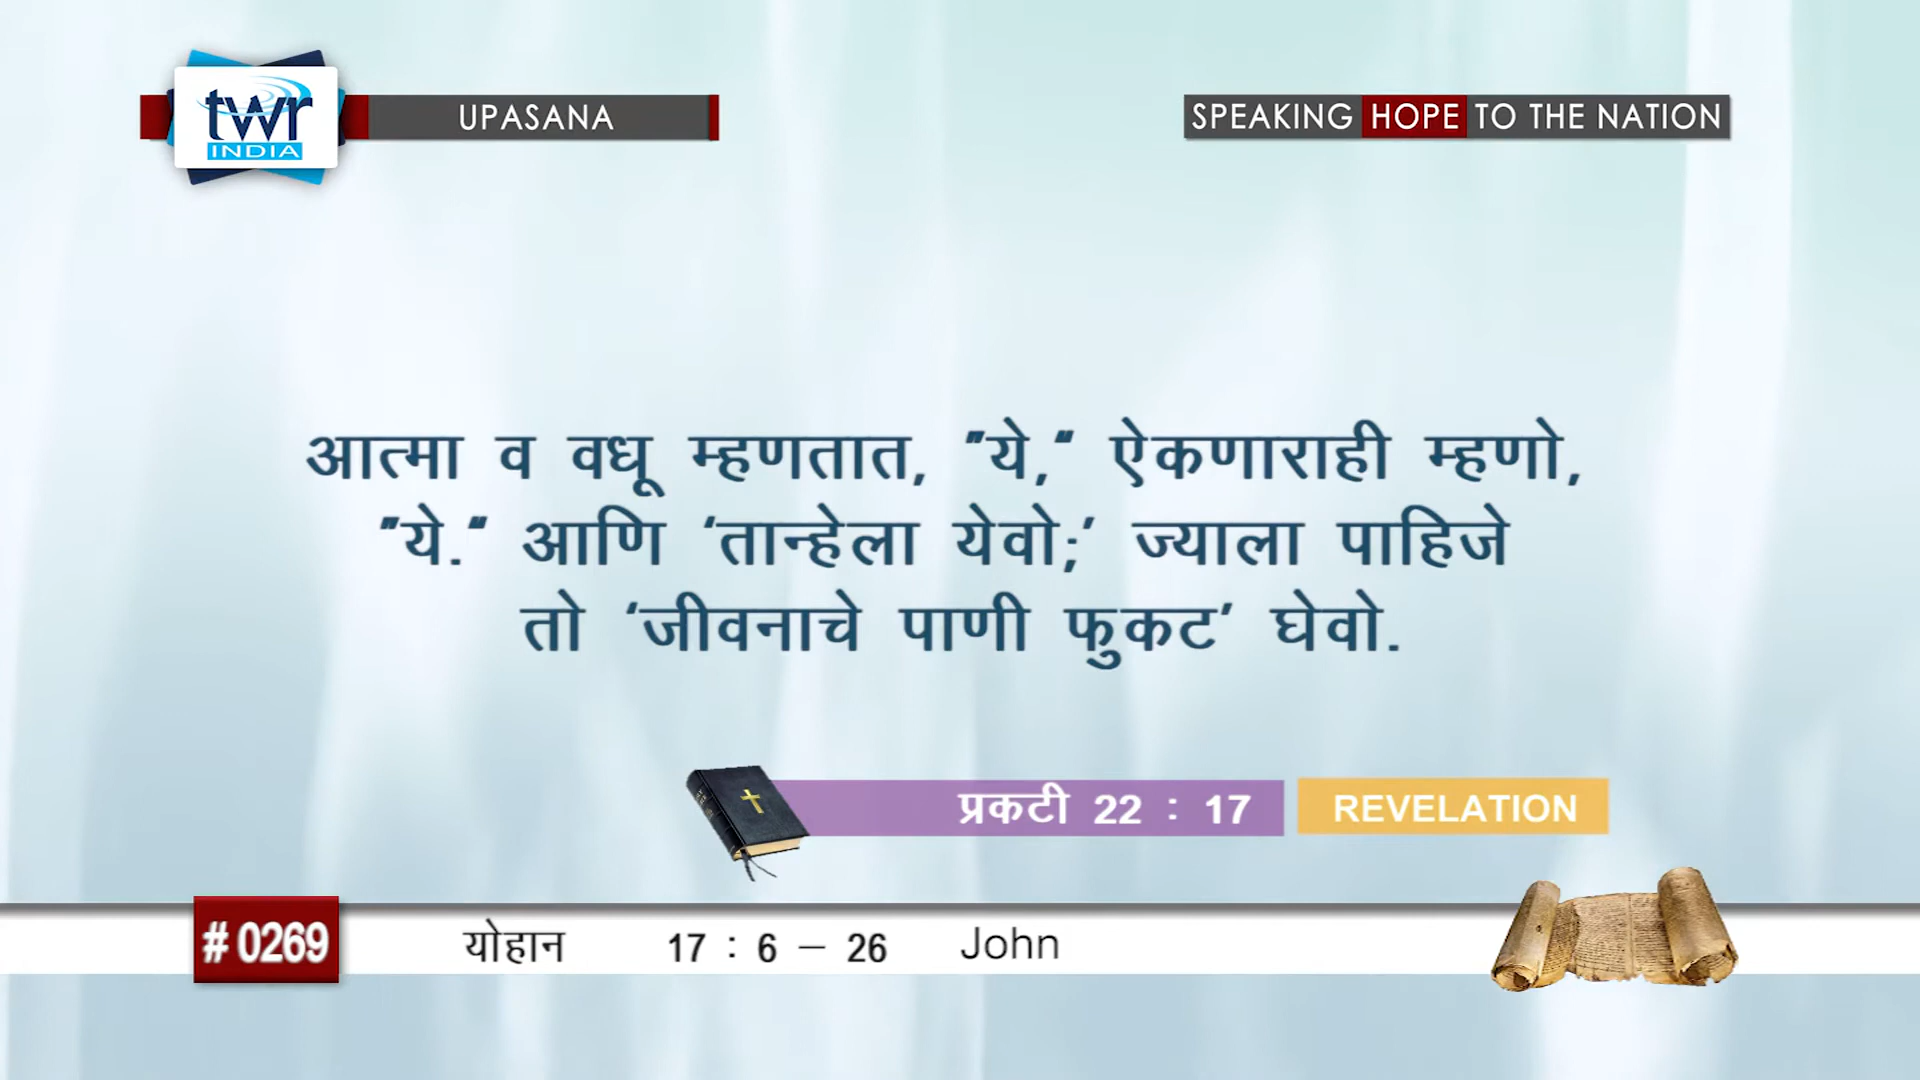 twr
INDIA
UPASANA
SPEAKING HOPE TO THE NATION
आत्मा व वधू म्हणतात, "ये," ऐकणाराही म्हणो,
"ये." आणि 'तान्हेला येवो;' ज्याला पाहिजे
तो 'जीवनाचे पाणी फुकट' घेवो.
प्रकटी 22 : 17 REVELATION
# 0269 योहान 17 : 6 – 26 John